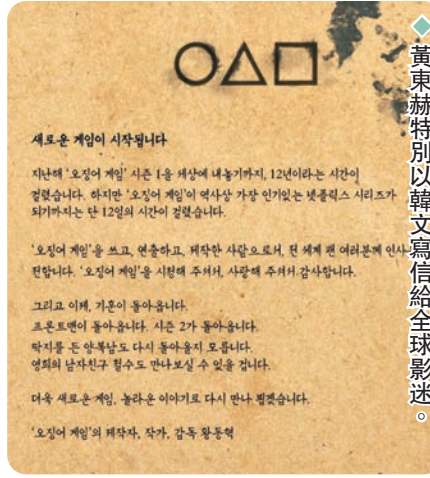 새로운 게임이 시작됩니다
지난해 '오징어 게임' 시즌 1을 세상에 내놓기까지, 12년이라는 시간이
걸렸습니다. 하지만 '오징어 게임'이 역사상 가장 인기있는 넷플릭스 시리즈가
되기까지는 단 12일의 시간이 걸렸습니다.
'오징어 게임'을 쓰고, 연출하고, 제작한 사람으로서, 전 세계 팬 여러분께 인사
전합니다. '오징어 게임'을 시청해 주셔서, 사랑해 주셔서 감사합니다.
그리고 이제, 기훈이 돌아옵니다.
프론트맨이 돌아옵니다. 시즌 2가 돌아옵니다.
딱지를 든 양복남도 다시 돌아올지 모릅니다.
영희의 남자친구 철수도 만나보실 수 있을 겁니다.
더욱 새로운 게임, 놀라운 이야기로 다시 만나 뵙겠습니다.
'오징어 게임'의 제작자, 작가, 감독 황동혁
◆黃東赫特別以韓文寫信給全球影迷。